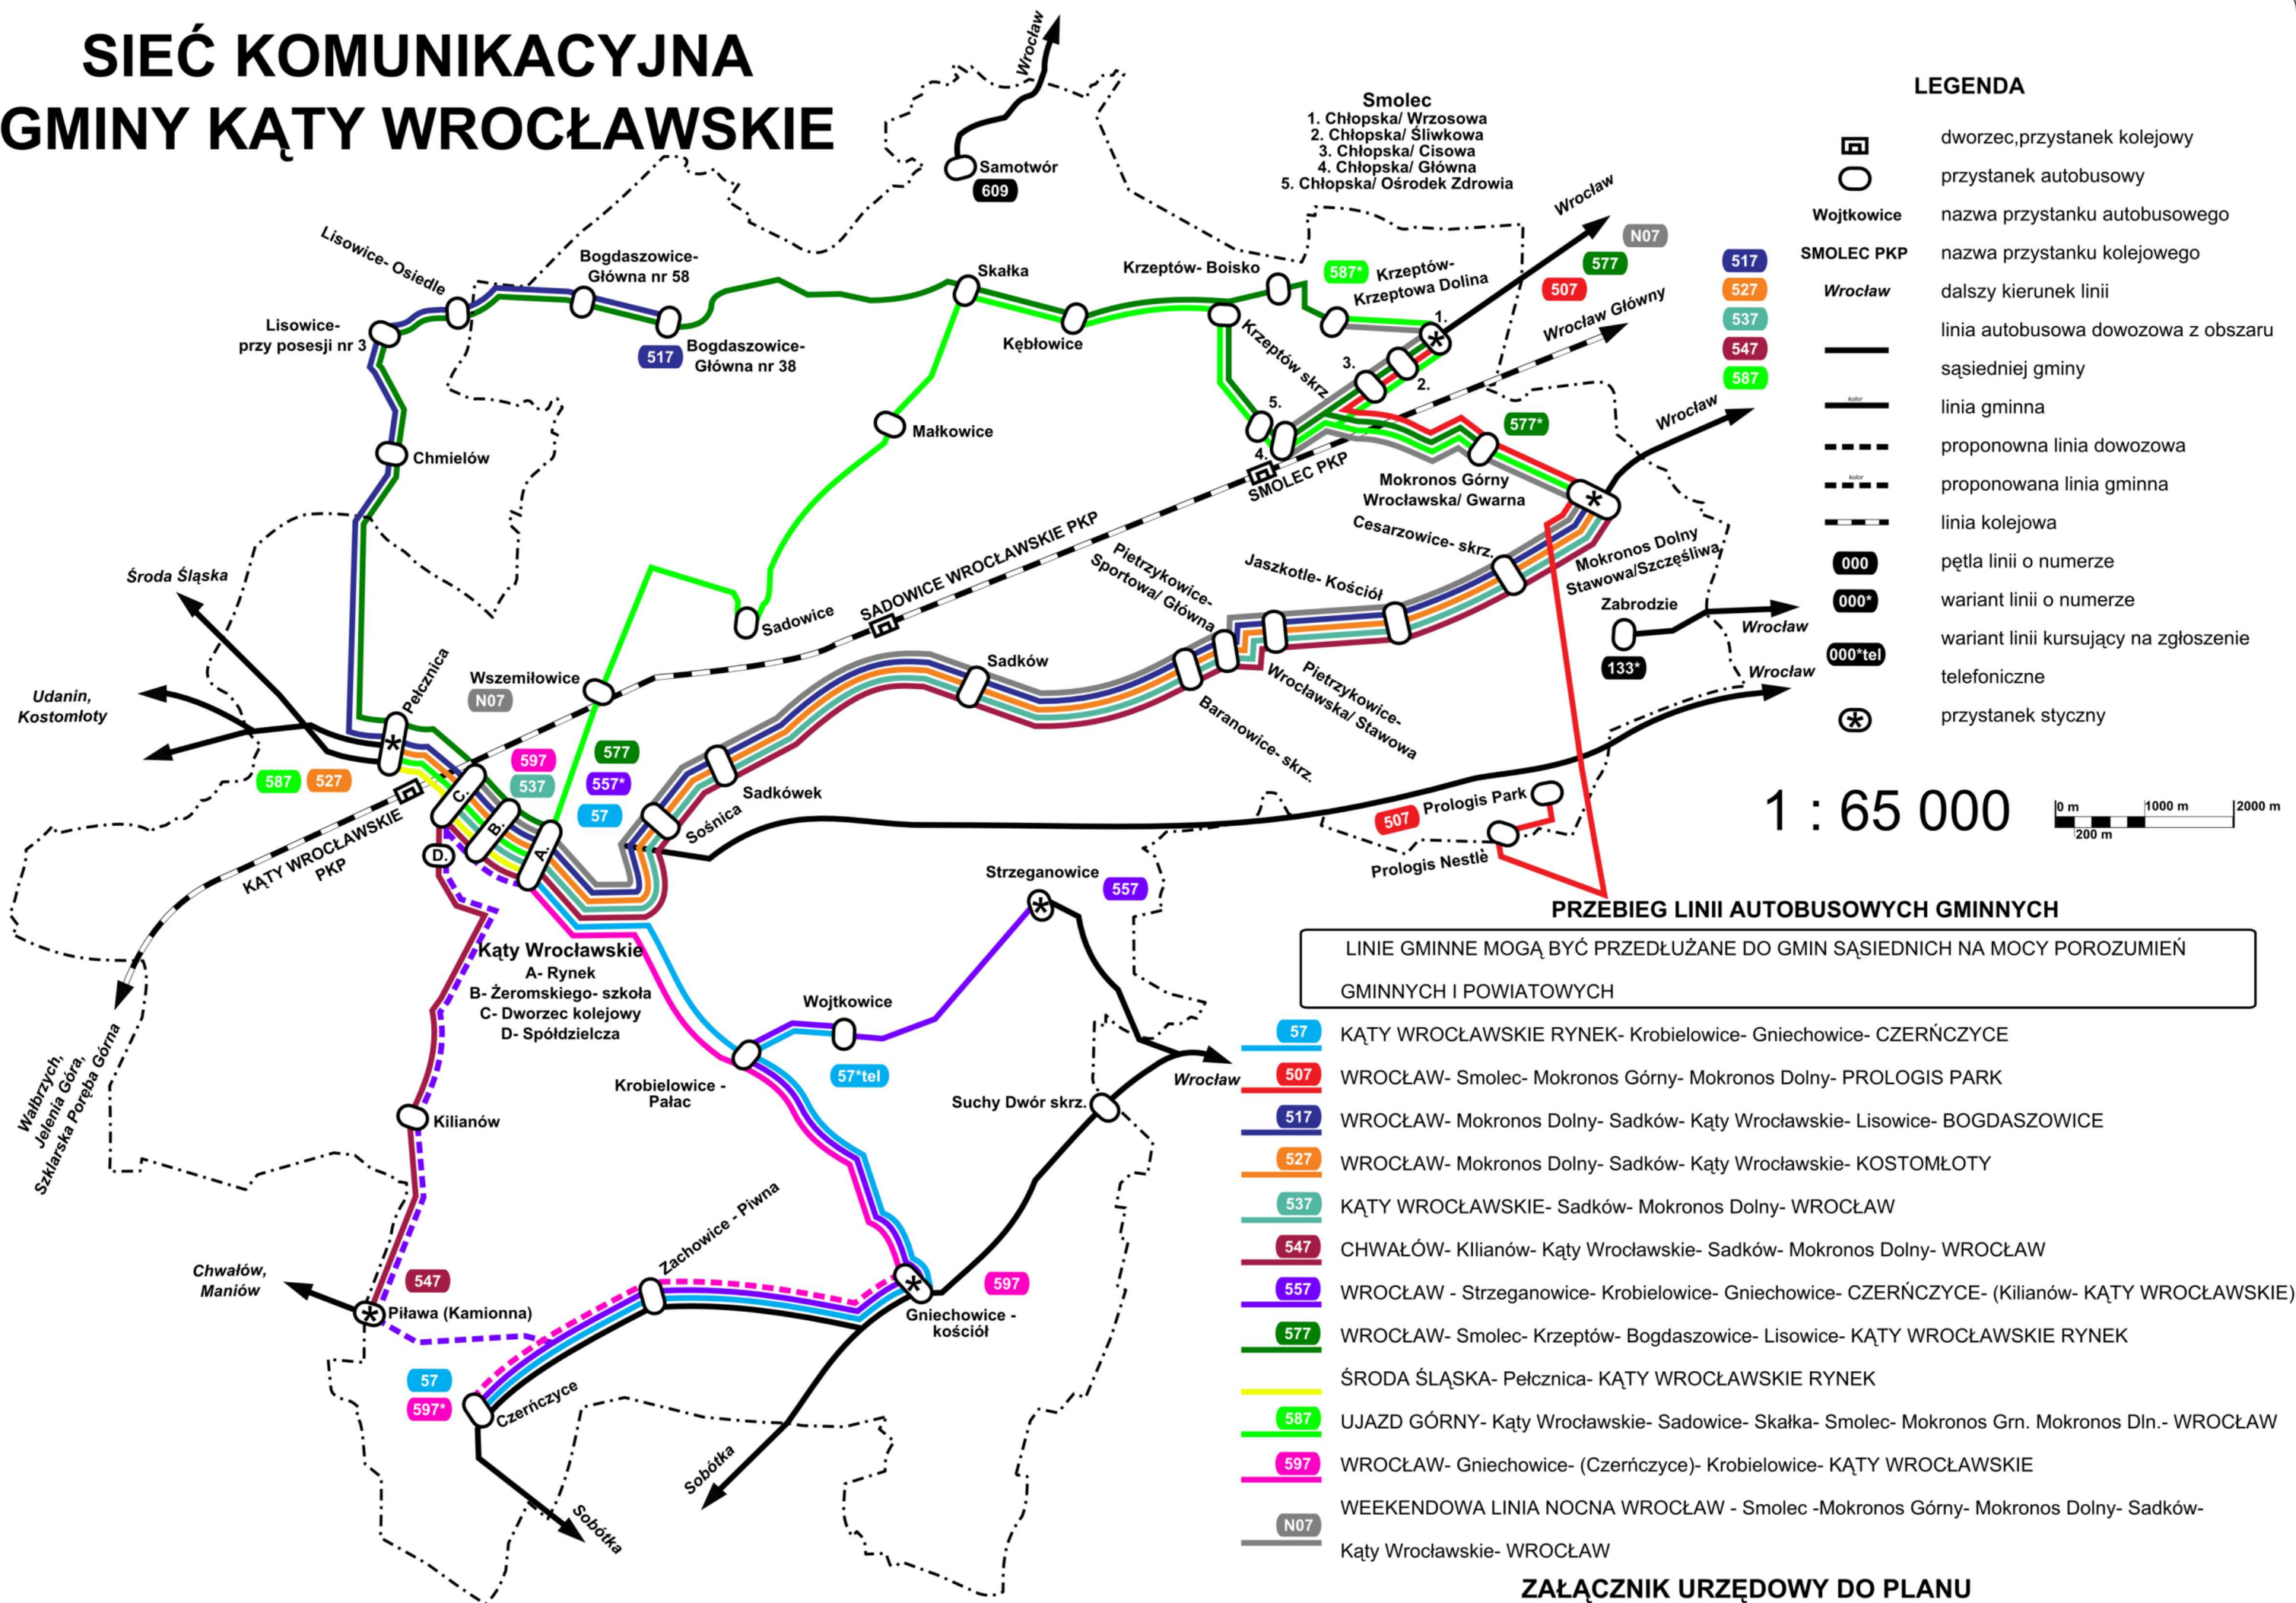 SIEĆ KOMUNIKACYJNA
GMINY KĄTY WROCŁAWSKIE
Wrocław
Samotwór
609
Smolec
1. Chłopska/ Wrzosowa
2. Chłopska/ Śliwkowa
3. Chłopska/ Cisowa
4. Chłopska/ Główna
5. Chłopska/ Ośrodek Zdrowia
Wrocław
N07
577
507
Wrocław Główny
517
527
537
547
587
Wrocław
Lisowice- Osiedle
Bogdaszowice-
Główna nr 58
Lisowice-
przy posesji nr 3
517
Bogdaszowice-
Główna nr 38
Skałka
Kębłowice
Krzeptów- Boisko
587*
Krzeptów-
Krzeptowa Dolina
Krzeptów skrz.
1.
2.
3.
4.
5.
Chmielów
Małkowice
SMOLEC PKP
577*
Mokronos Górny
Wrocławska/ Gwarna
Cesarzowice- skrz.
Mokronos Dolny
Stawowa/Szczęśliwa
Jaszkotle- Kościół
Pietrzykowice-
Sportowa/ Główna
SADOWICE WROCŁAWSKIE PKP
Sadowice
Środa Śląska
Udanin,
Kostomłoty
Pełcznica
Wszemiłowice
N07
Sadków
Pietrzykowice-
Wrocławska/ Stawowa
Baranowice- skrz.
Zabrodzie
133*
Wrocław
Wrocław
587
527
597
537
577
557*
57
Sadkówek
Sośnica
C.
B.
A.
D.
KĄTY WROCŁAWSKIE
PKP
Prologis Park
507
Prologis Nestlè
Strzeganowice
557
Kąty Wrocławskie
A- Rynek
B- Żeromskiego- szkoła
C- Dworzec kolejowy
D- Spółdzielcza
Wojtkowice
57*tel
Krobielowice -
Pałac
Suchy Dwór skrz.
Wrocław
Wałbrzych,
Jelenia Góra,
Szklarska Poręba Górna
Kilianów
Zachowice - Piwna
Chwałów,
Maniów
547
Piława (Kamionna)
597
Gniechowice -
kościół
57
597*
Czerńczyce
Sobótka
Sobótka
LEGENDA
dworzec,przystanek kolejowy
przystanek autobusowy
Wojtkowice nazwa przystanku autobusowego
SMOLEC PKP nazwa przystanku kolejowego
Wrocław dalszy kierunek linii
linia autobusowa dowozowa z obszaru
sąsiedniej gminy
kolor linia gminna
proponowna linia dowozowa
kolor proponowana linia gminna
linia kolejowa
000 pętla linii o numerze
000* wariant linii o numerze
000*tel wariant linii kursujący na zgłoszenie
telefoniczne
przystanek styczny
1 : 65 000
0 m 1000 m 2000 m
200 m
PRZEBIEG LINII AUTOBUSOWYCH GMINNYCH
LINIE GMINNE MOGĄ BYĆ PRZEDŁUŻANE DO GMIN SĄSIEDNICH NA MOCY POROZUMIEŃ
GMINNYCH I POWIATOWYCH
57 KĄTY WROCŁAWSKIE RYNEK- Krobielowice- Gniechowice- CZERŃCZYCE
507 WROCŁAW- Smolec- Mokronos Górny- Mokronos Dolny- PROLOGIS PARK
517 WROCŁAW- Mokronos Dolny- Sadków- Kąty Wrocławskie- Lisowice- BOGDASZOWICE
527 WROCŁAW- Mokronos Dolny- Sadków- Kąty Wrocławskie- KOSTOMŁOTY
537 KĄTY WROCŁAWSKIE- Sadków- Mokronos Dolny- WROCŁAW
547 CHWAŁÓW- KIlianów- Kąty Wrocławskie- Sadków- Mokronos Dolny- WROCŁAW
557 WROCŁAW - Strzeganowice- Krobielowice- Gniechowice- CZERŃCZYCE- (Kilianów- KĄTY WROCŁAWSKIE)
577 WROCŁAW- Smolec- Krzeptów- Bogdaszowice- Lisowice- KĄTY WROCŁAWSKIE RYNEK
ŚRODA ŚLĄSKA- Pełcznica- KĄTY WROCŁAWSKIE RYNEK
587 UJAZD GÓRNY- Kąty Wrocławskie- Sadowice- Skałka- Smolec- Mokronos Grn. Mokronos Dln.- WROCŁAW
597 WROCŁAW- Gniechowice- (Czerńczyce)- Krobielowice- KĄTY WROCŁAWSKIE
WEEKENDOWA LINIA NOCNA WROCŁAW - Smolec -Mokronos Górny- Mokronos Dolny- Sadków-
N07
Kąty Wrocławskie- WROCŁAW
ZAŁĄCZNIK URZĘDOWY DO PLANU